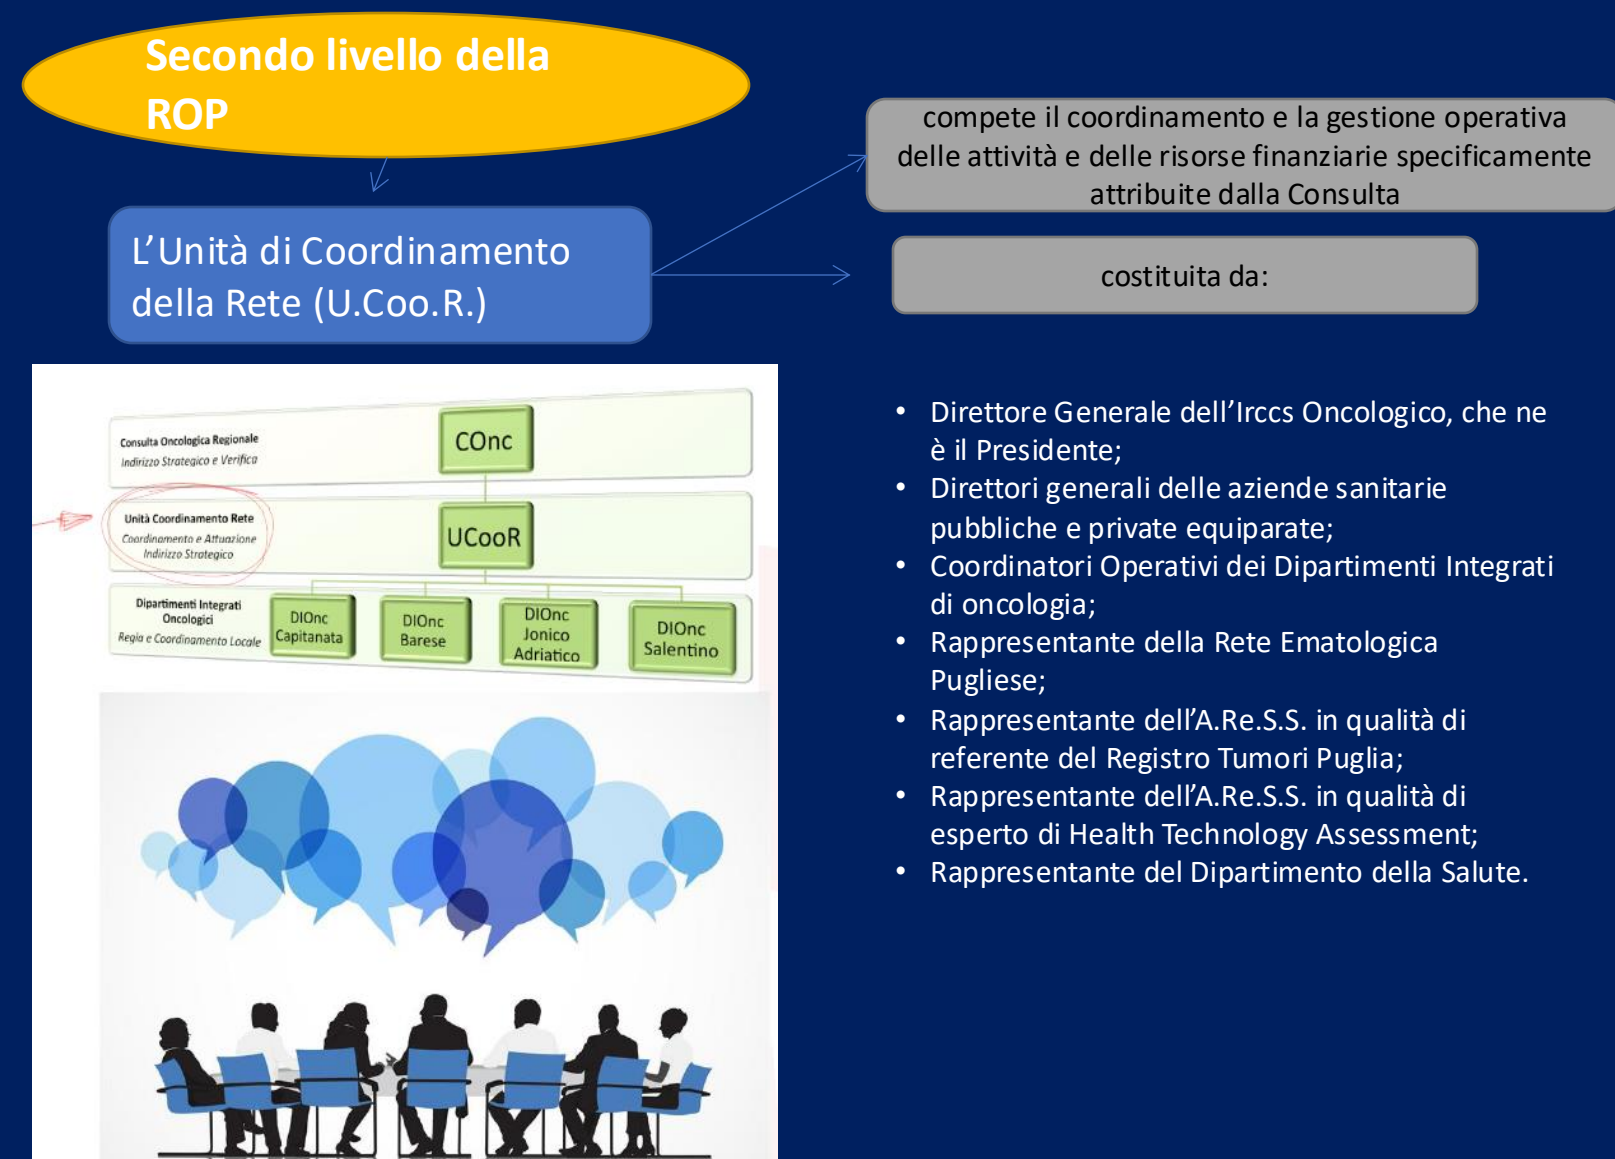 Secondo livello della
ROP
compete il coordinamento e la gestione operativa
delle attività e delle risorse finanziarie specificamente
attribuite dalla Consulta
L’Unità di Coordinamento
della Rete (U.Coo.R.)
costituita da:
Consulta Oncologica Regionale
Indirizzo Strategico e Verifica
COnc
Unità Coordinamento Rete
Coordinamento e Attuazione
Indirizzo Strategico
UCooR
Dipartimenti Integrati
Oncologici
Regia e Coordinamento Locale
DIOnc
Capitanata
DIOnc
Barese
DIOnc
Jonico
Adriatico
DIOnc
Salentino
• Direttore Generale dell’Irccs Oncologico, che ne
è il Presidente;
• Direttori generali delle aziende sanitarie
pubbliche e private equiparate;
• Coordinatori Operativi dei Dipartimenti Integrati
di oncologia;
• Rappresentante della Rete Ematologica
Pugliese;
• Rappresentante dell’A.Re.S.S. in qualità di
referente del Registro Tumori Puglia;
• Rappresentante dell’A.Re.S.S. in qualità di
esperto di Health Technology Assessment;
• Rappresentante del Dipartimento della Salute.